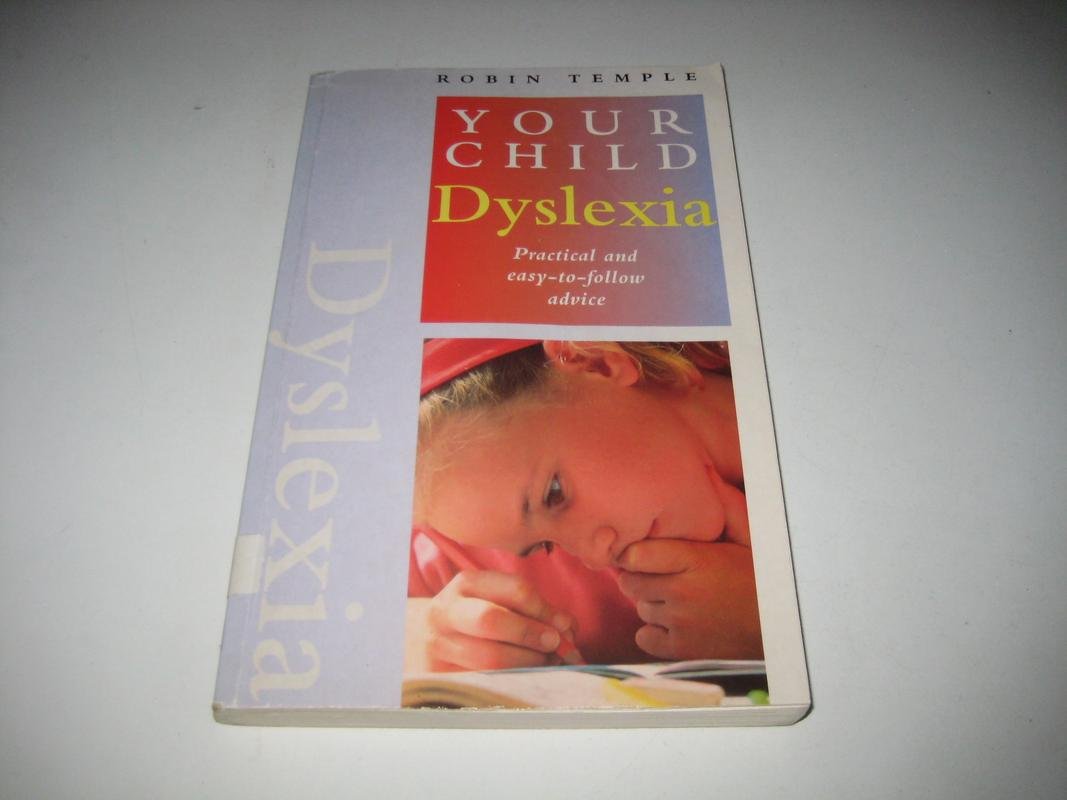 ROBIN TEMPLE
YOUR
CHILD
Dyslexia
Practical and
easy-to-follow
advice
Dyslexia